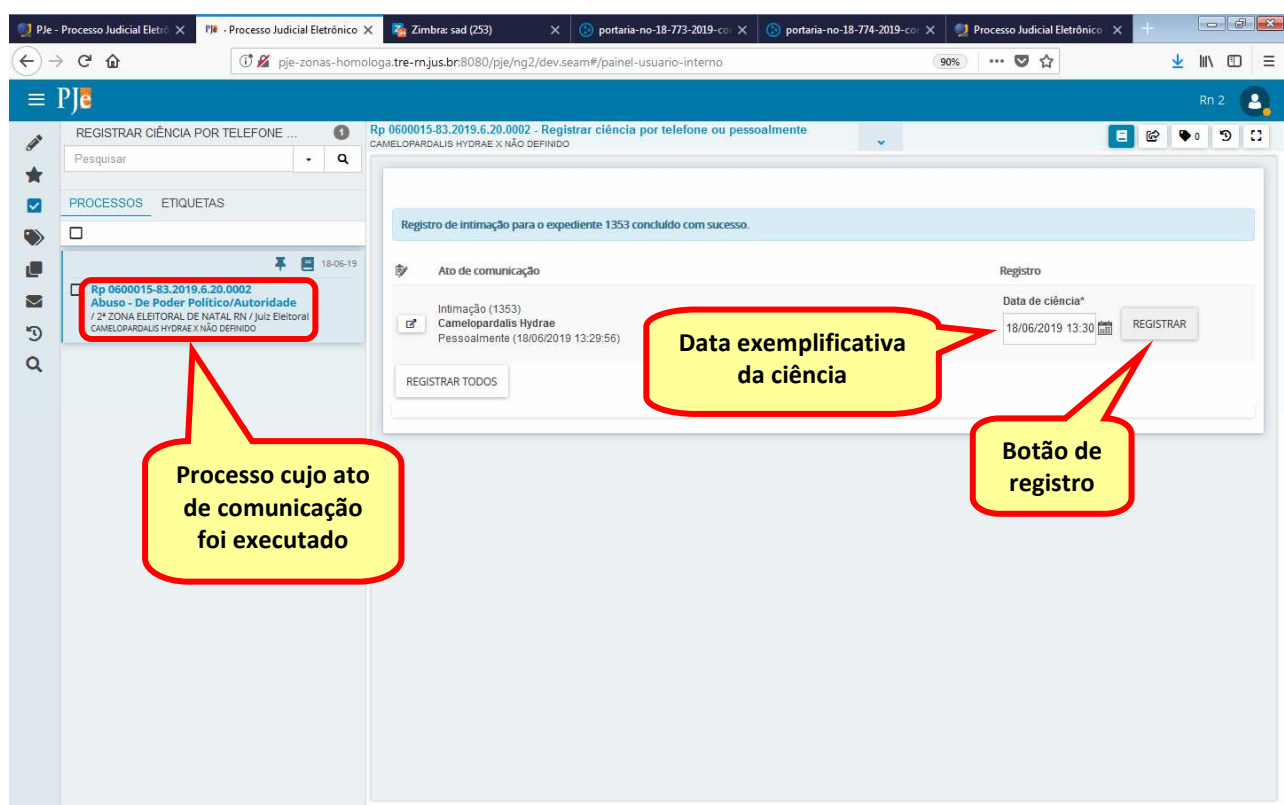 PJe - Processo Judicial Eletrô
PJe · Processo Judicial Eletrônico
Zimbra: sad (253)
portaria-no-18-773-2019-cor
portaria-no-18-774-2019-cor
Processo Judicial Eletrônico
pje-zonas-homologa.tre-rn.jus.br:8080/pje/ng2/dev.seam#/painel-usuario-interno
90%
PJe
Rn 2
REGISTRAR CIÊNCIA POR TELEFONE ...
1
Pesquisar
PROCESSOS ETIQUETAS
18-06-19
Rp 0600015-83.2019.6.20.0002
Abuso - De Poder Político/Autoridade
/ 2ª ZONA ELEITORAL DE NATAL RN / Juiz Eleitoral
CAMELOPARDALIS HYDRAE X NÃO DEFINIDO
Rp 0600015-83.2019.6.20.0002 - Registrar ciência por telefone ou pessoalmente
CAMELOPARDALIS HYDRAE X NÃO DEFINIDO
0
Registro de intimação para o expediente 1353 concluído com sucesso.
Ato de comunicação
Registro
Intimação (1353)
Camelopardalis Hydrae
Pessoalmente (18/06/2019 13:29:56)
Data de ciência*
18/06/2019 13:30
REGISTRAR
REGISTRAR TODOS
Data exemplificativa
da ciência
Botão de
registro
Processo cujo ato
de comunicação
foi executado